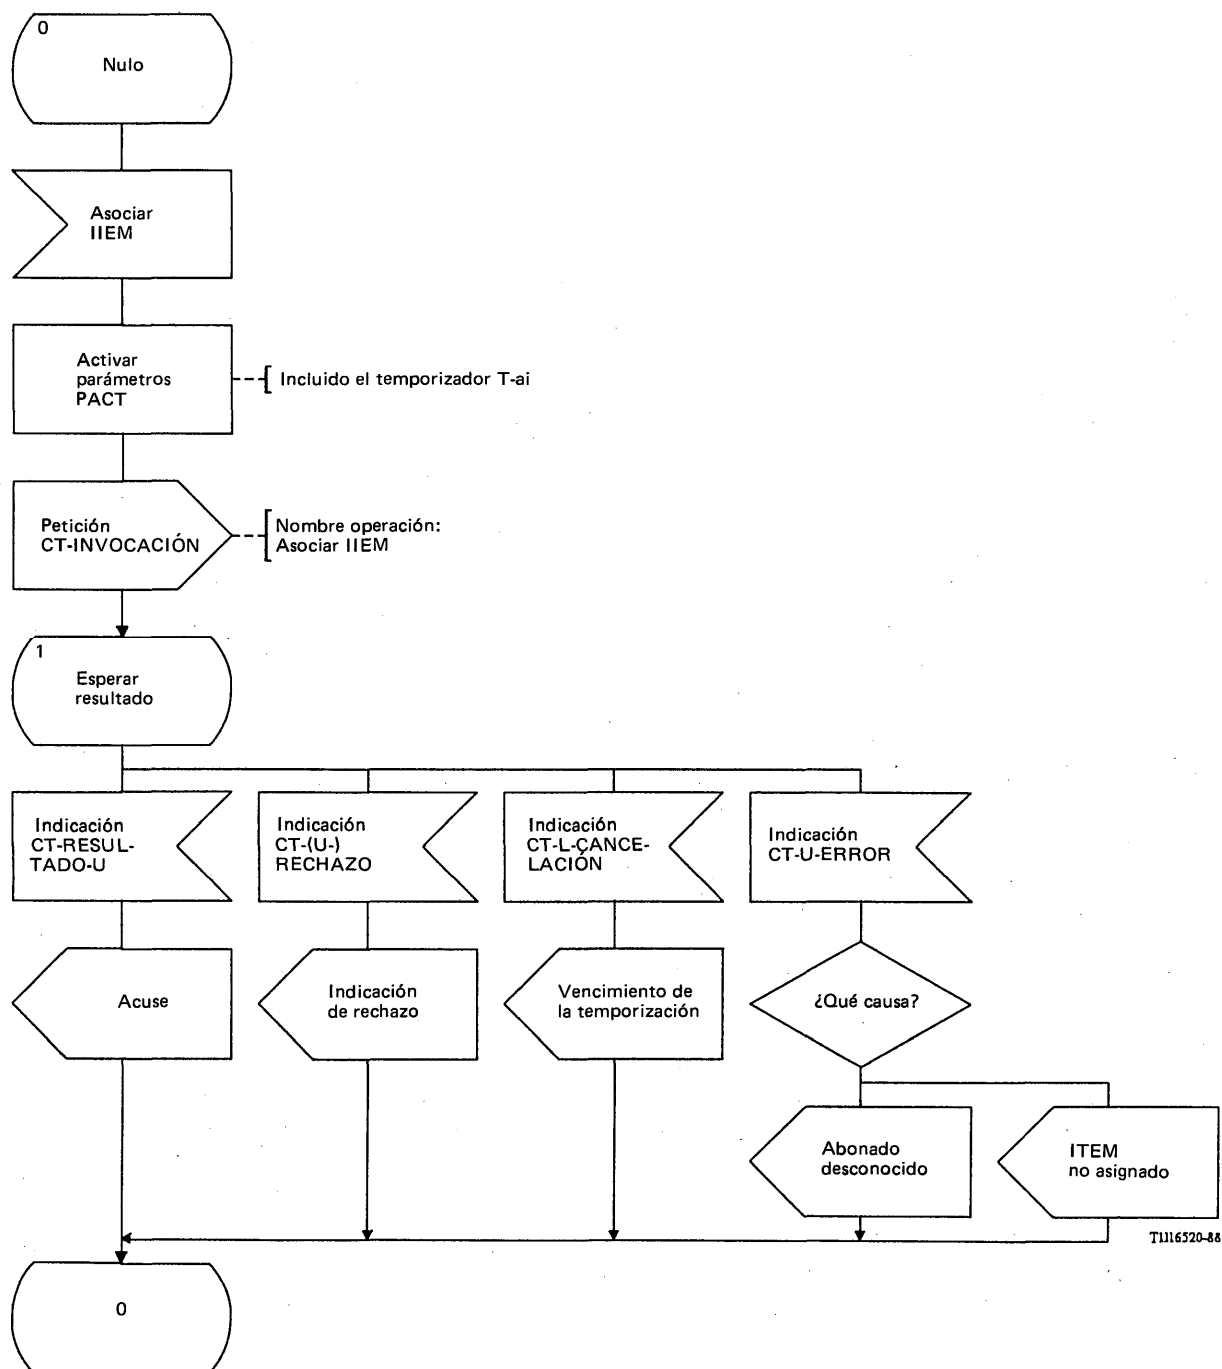 0
Nulo
Asociar
IIEM
Activar
parámetros
PACT
Incluido el temporizador T-ai
Petición
CT-INVOCACIÓN
Nombre operación:
Asociar IIEM
1
Esperar
resultado
Indicación
CT-RESUL-
TADO-U
Indicación
CT-(U-)
RECHAZO
Indicación
CT-L-CANCE-
LACIÓN
Indicación
CT-U-ERROR
Acuse
Indicación
de rechazo
Vencimiento de
la temporización
¿Qué causa?
Abonado
desconocido
ITEM
no asignado
T1116520-88
0